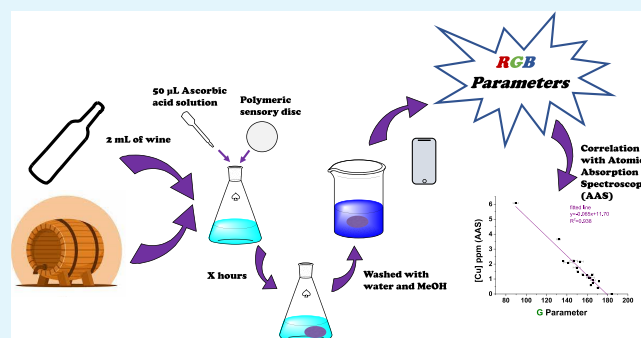 RGB
Parameters
50 µL Ascorbic
acid solution
Polymeric
sensory disc
2 mL of wine
X hours
Washed with
water and MeOH
Correlation
with Atomic
Absorption
Spectroscop
(AAS)
fitted line
y=-0,065x+11,70
R²=0,938
[Cu] ppm (AAS)
6
5
4
3
2
1
0
80 100 120 140 160 180 200
G Parameter